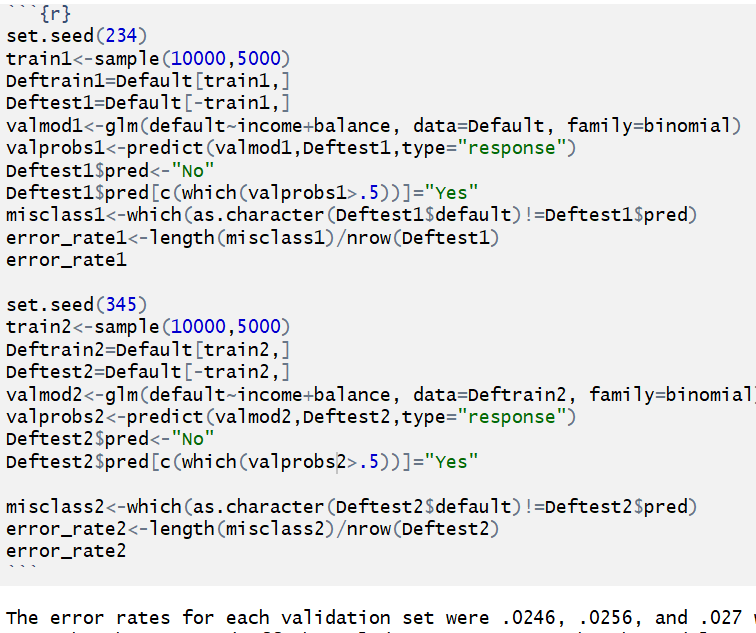 ```{r}
set.seed(234)
train1<-sample(10000,5000)
Deftrain1=Default[train1,]
Deftest1=Default[-train1,]
valmod1<-glm(default~income+balance, data=Default, family=binomial)
valprobs1<-predict(valmod1,Deftest1,type="response")
Deftest1$pred<-"No"
Deftest1$pred[c(which(valprobs1>.5))]="Yes"
misclass1<-which(as.character(Deftest1$default)!=Deftest1$pred)
error_rate1<-length(misclass1)/nrow(Deftest1)
error_rate1
set.seed(345)
train2<-sample(10000,5000)
Deftrain2=Default[train2,]
Deftest2=Default[-train2,]
valmod2<-glm(default~income+balance, data=Deftrain2, family=binomial)
valprobs2<-predict(valmod2,Deftest2,type="response")
Deftest2$pred<-"No"
Deftest2$pred[c(which(valprobs2>.5))]="Yes"
misclass2<-which(as.character(Deftest2$default)!=Deftest2$pred)
error_rate2<-length(misclass2)/nrow(Deftest2)
error_rate2
```
The error rates for each validation set were .0246, .0256, and .027